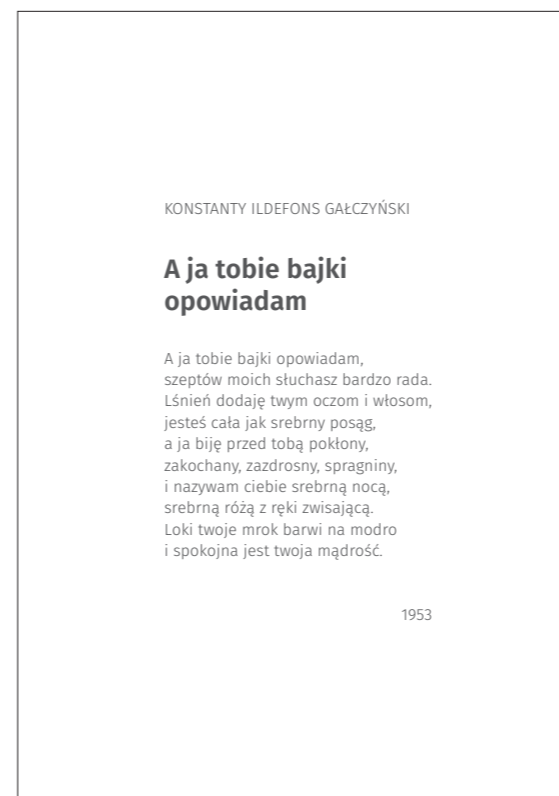 KONSTANTY ILDEFONS GAŁCZYŃSKI
A ja tobie bajki
opowiadam
A ja tobie bajki opowiadam,
szeptów moich słuchasz bardzo rada.
Lśnień dodaję twym oczom i włosom,
jesteś cała jak srebrny posąg,
a ja biję przed tobą pokłony,
zakochany, zazdrosny, spragniny,
i nazywam ciebie srebrną nocą,
srebrną różą z ręki zwisającą.
Loki twoje mrok barwi na modro
i spokojna jest twoja mądrość.
1953